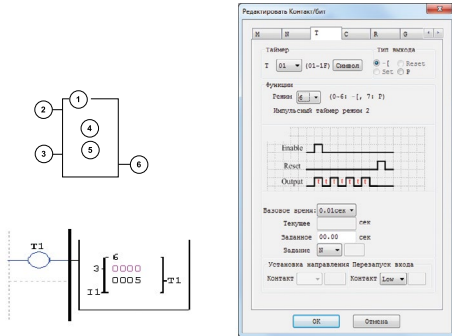 1
2
4
3
5
6
T1
6
3
0000
0005
T1
I1
Редактировать Контакт/бит
M N T C R G
Таймер
Тип выхода
T 01 (01-1F) Символ
-[ Reset
Set P
Функции
Режим 6 (0-6: -[, 7: P)
Импульсный таймер режим 2
Enable
Reset
Output t t t t t t
Базовое время: 0.01сек
Текущее сек
Заданное 00.00 сек
Задание N
Установка направления Перезапуск входа
Контакт Контакт Low
OK Отмена